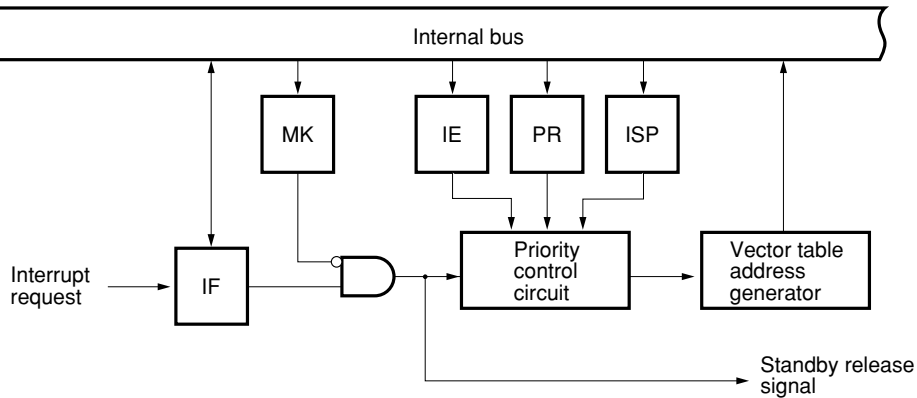 Internal bus
MK
IE
PR
ISP
Interrupt
request
IF
Priority
control
circuit
Vector table
address
generator
Standby release
signal